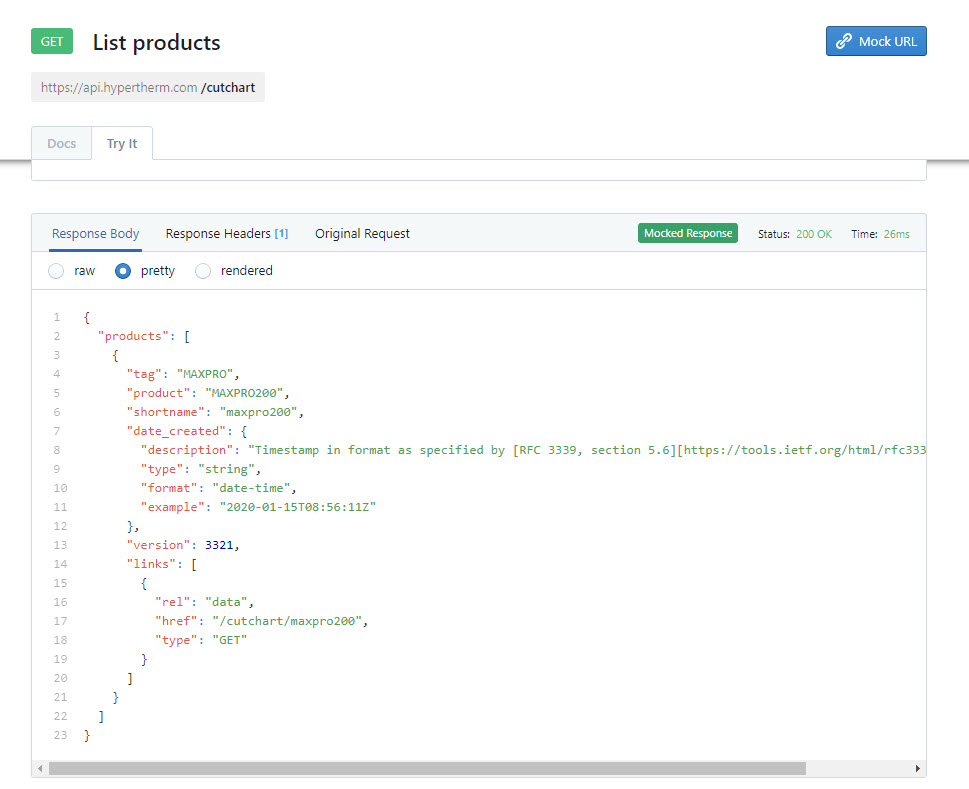 GET List products Mock URL
https://api.hypertherm.com /cutchart
Docs Try It
Response Body Response Headers [1] Original Request Mocked Response Status: 200 OK Time: 26ms
raw pretty rendered
1 {
2 "products": [
3 {
4 "tag": "MAXPRO",
5 "product": "MAXPRO200",
6 "shortname": "maxpro200",
7 "date_created": {
8 "description": "Timestamp in format as specified by [RFC 3339, section 5.6][https://tools.ietf.org/html/rfc333
9 "type": "string",
10 "format": "date-time",
11 "example": "2020-01-15T08:56:11Z"
12 },
13 "version": 3321,
14 "links": [
15 {
16 "rel": "data",
17 "href": "/cutchart/maxpro200",
18 "type": "GET"
19 }
20 ]
21 }
22 ]
23 }